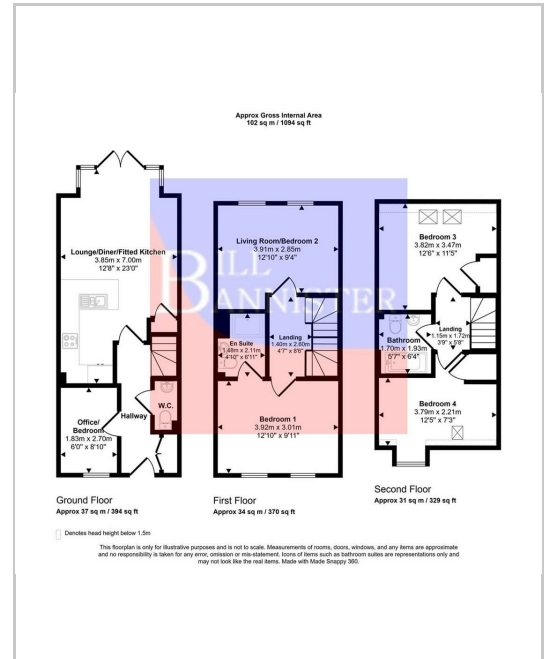 Approx Gross Internal Area
102 sq m / 1094 sq ft
Lounge/Diner/Fitted Kitchen
3.85m x 7.00m
12'8" x 23'0"
Office/
Bedroom
1.83m x 2.70m
6'0" x 8'10"
Hallway
W.C.
Ground Floor
Approx 37 sq m / 394 sq ft
Living Room/Bedroom 2
3.91m x 2.85m
12'10" x 9'4"
BILL
BANNISTER
En Suite
1.48m x 2.11m
4'10" x 6'11"
Landing
1.40m x 2.60m
4'7" x 8'6"
Bedroom 1
3.92m x 3.01m
12'10" x 9'11"
First Floor
Approx 34 sq m / 370 sq ft
Bedroom 3
3.82m x 3.47m
12'6" x 11'5"
Bathroom
1.70m x 1.93m
5'7" x 6'4"
Landing
1.15m x 1.72m
3'9" x 5'8"
Bedroom 4
3.79m x 2.21m
12'5" x 7'3"
Second Floor
Approx 31 sq m / 329 sq ft
Denotes head height below 1.5m
This floorplan is only for illustrative purposes and is not to scale. Measurements of rooms, doors, windows, and any items are approximate
and no responsibility is taken for any error, omission or mis-statement. Icons of items such as bathroom suites are representations only and
may not look like the real items. Made with Made Snappy 360.